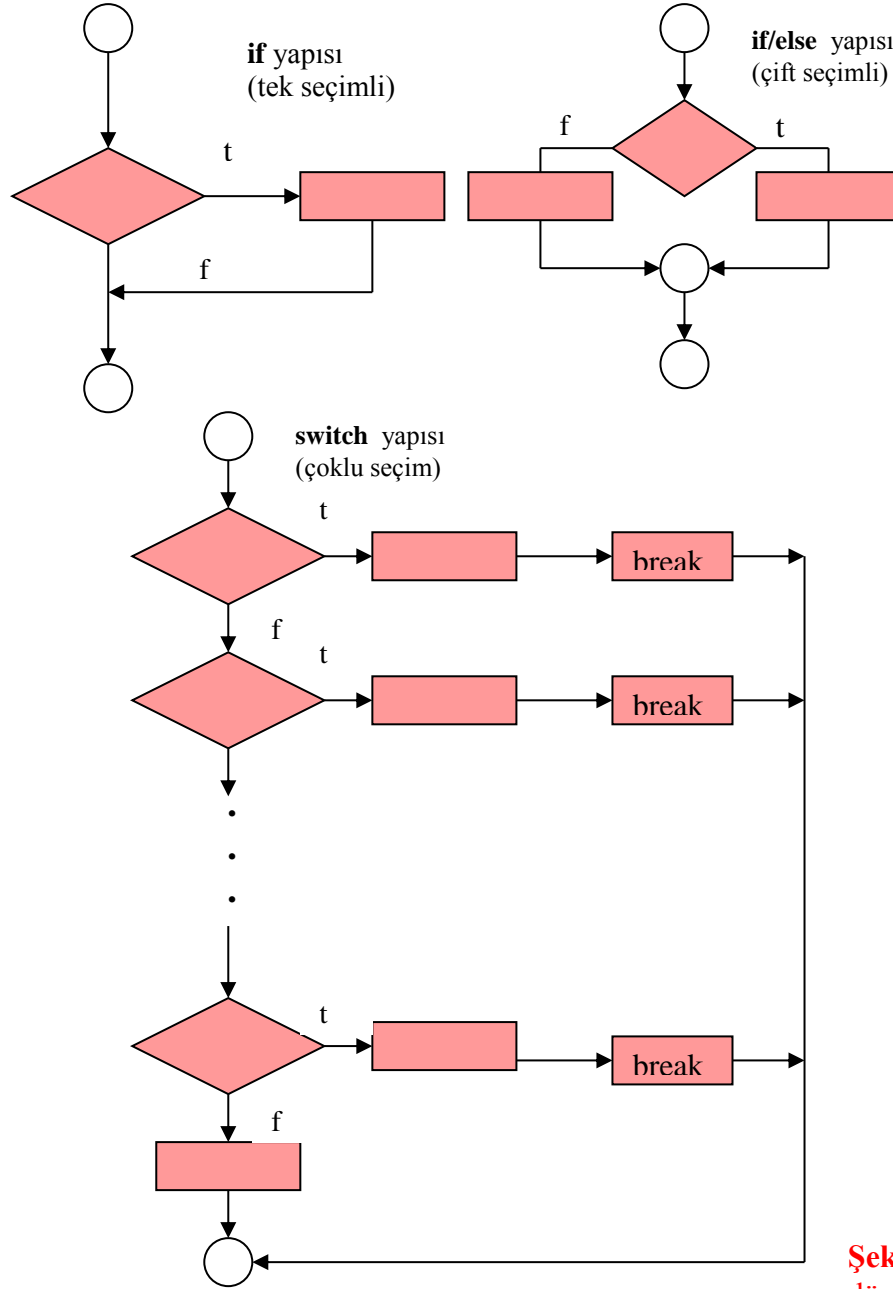 if yapısı
(tek seçimli)
t
f
if/else yapısı
(çift seçimli)
f
t
switch yapısı
(çoklu seçim)
t
break
f
t
break
t
break
f